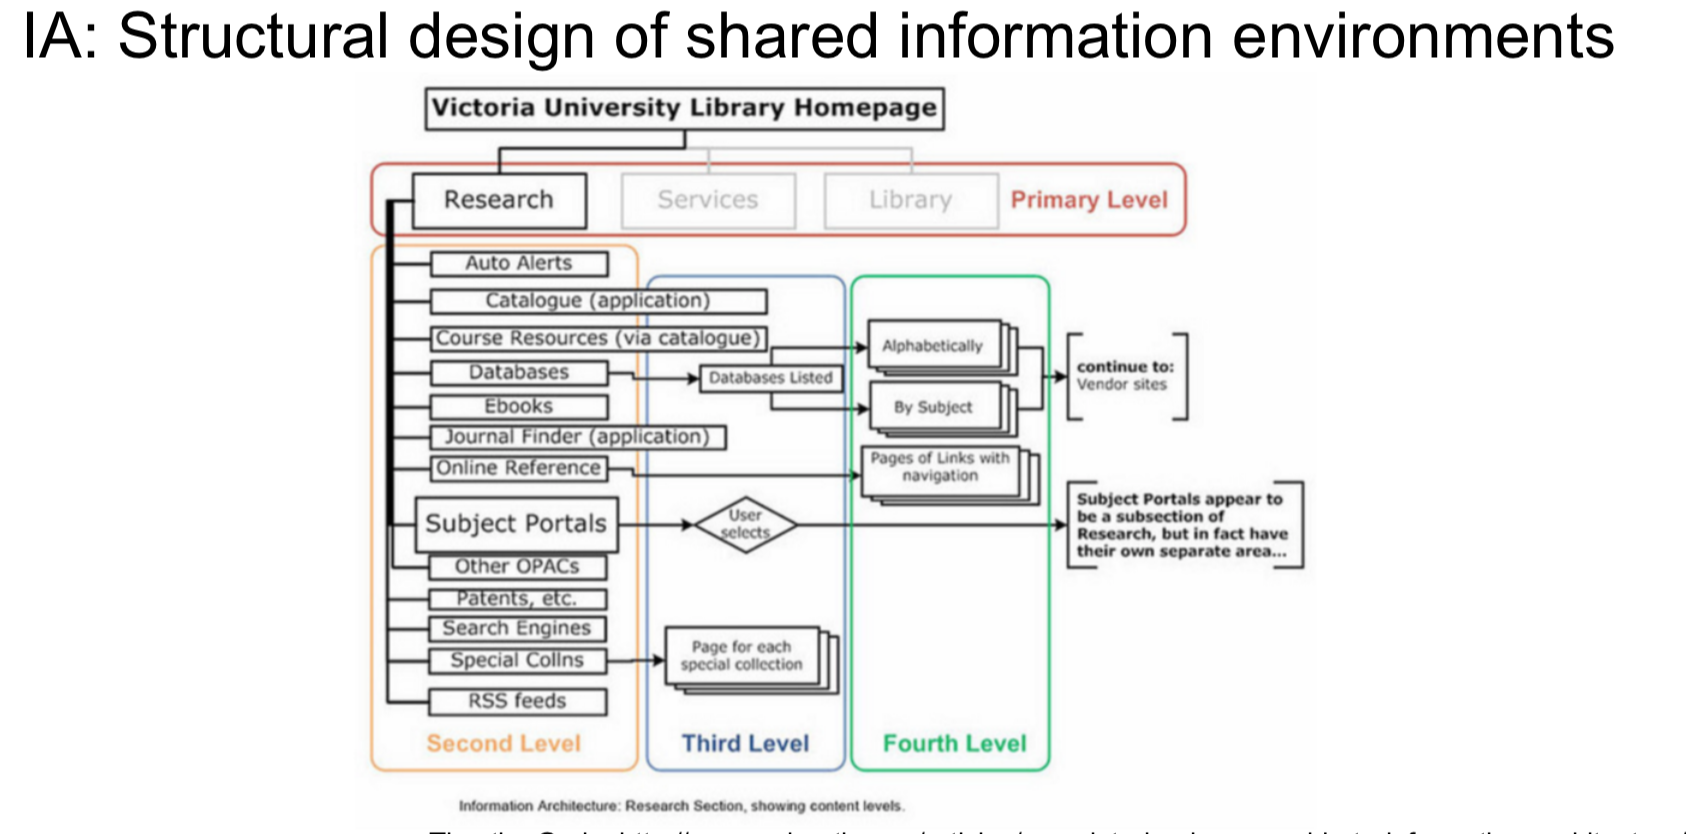 IA: Structural design of shared information environments
Victoria University Library Homepage
Research
Services
Library
Primary Level
Auto Alerts
Catalogue (application)
Course Resources (via catalogue)
Databases
Databases Listed
Alphabetically
By Subject
continue to:
Vendor sites
Ebooks
Journal Finder (application)
Online Reference
Pages of Links with
navigation
Subject Portals
User
selects
Subject Portals appear to
be a subsection of
Research, but in fact have
their own separate area...
Other OPACs
Patents, etc.
Search Engines
Special Collns
Page for each
special collection
RSS feeds
Second Level
Third Level
Fourth Level
Information Architecture: Research Section, showing content levels.